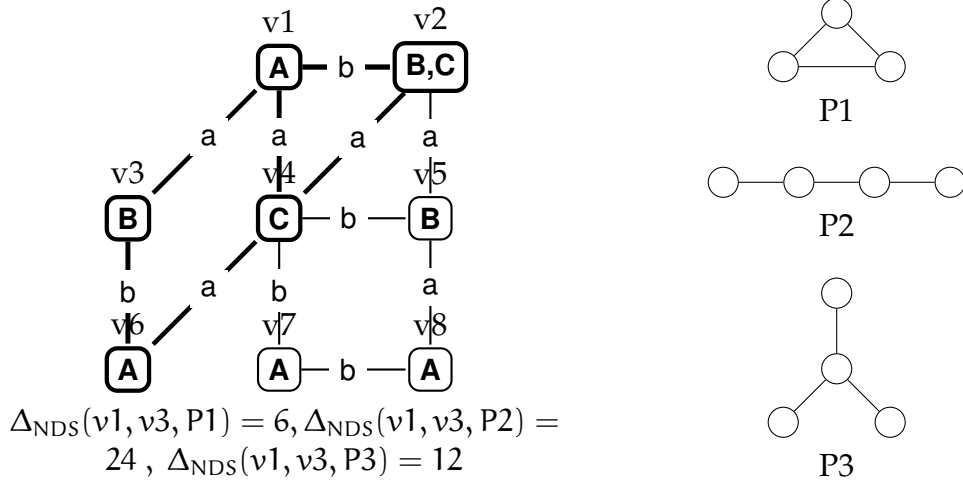 v1 v2
A b B,C
a a a a
v3 v4 v5
B C b B
b a b a
v6 v7 v8
A A b A
Δ_NDS(v1, v3, P1) = 6, Δ_NDS(v1, v3, P2) =
24 , Δ_NDS(v1, v3, P3) = 12
P1
P2
P3